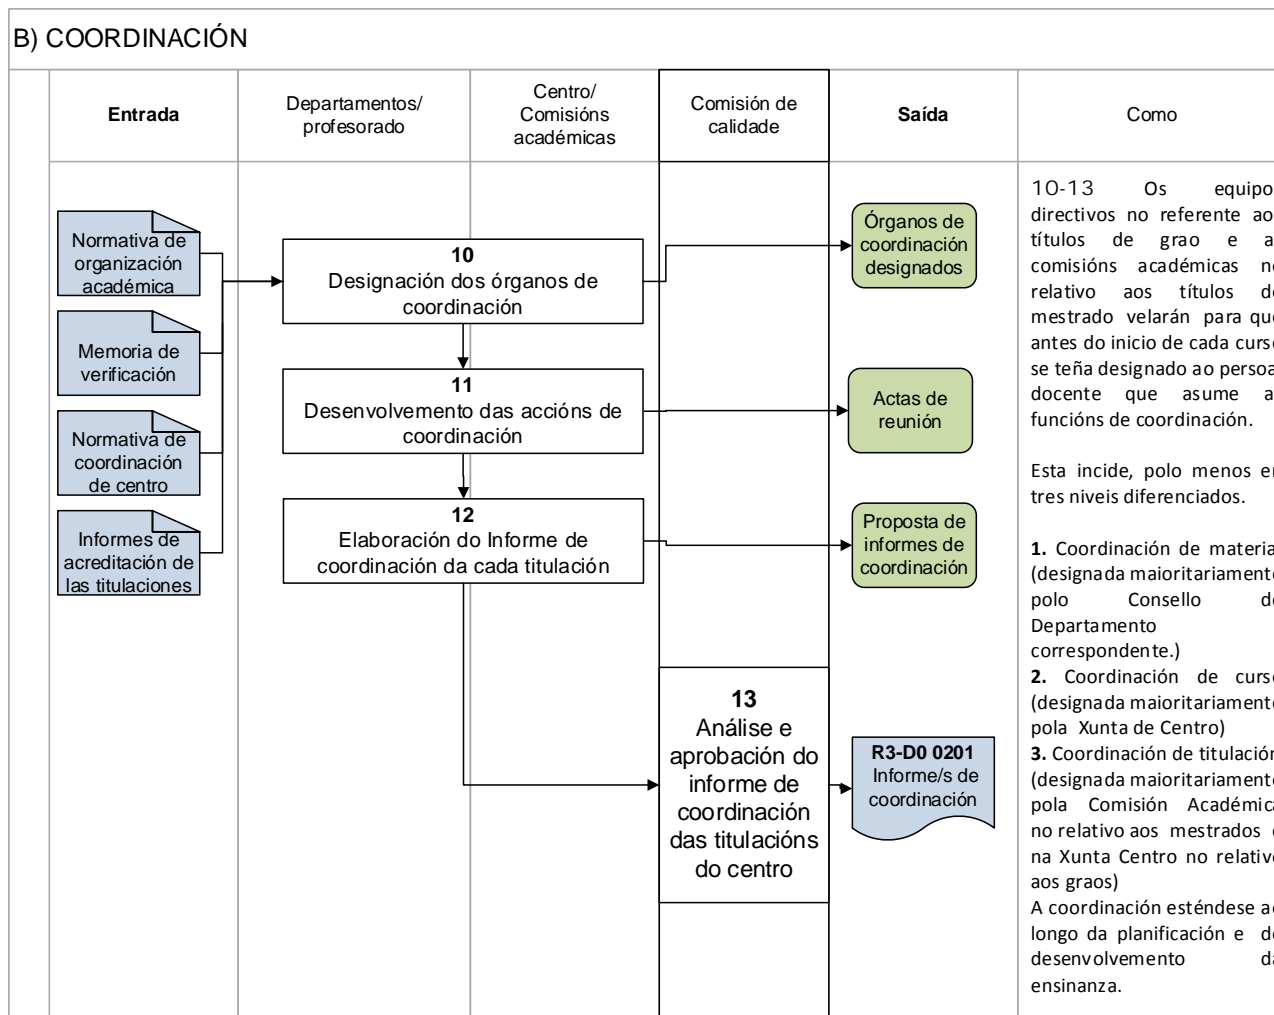 B) COORDINACIÓN
Entrada
Departamentos/
profesorado
Centro/
Comisións
académicas
Comisión de
calidade
Saída
Como
Normativa de
organización
académica
Memoria de
verificación
Normativa de
coordinación
de centro
Informes de
acreditación de
las titulaciones
10
Designación dos órganos de
coordinación
11
Desenvolvemento das accións de
coordinación
12
Elaboración do Informe de
coordinación da cada titulación
13
Análise e
aprobación do
informe de
coordinación
das titulacións
do centro
Órganos de
coordinación
designados
Actas de
reunión
Proposta de
informes de
coordinación
R3-D0 0201
Informe/s de
coordinación
10-13 Os equipo
directivos no referente ao
títulos de grao e a
comisións académicas n
relativo aos títulos d
mestrado velarán para que
antes do inicio de cada curs
se teña designado ao persoa
docente que asume a
funcións de coordinación.
Esta incide, polo menos e
tres niveis diferenciados.
1. Coordinación de materia
(designada maioritariament
polo Consello d
Departamento
correspondente.)
2. Coordinación de curs
(designada maioritariament
pola Xunta de Centro)
3. Coordinación de titulación
(designada maioritariament
pola Comisión Académic
no relativo aos mestrados
na Xunta Centro no relativ
aos graos)
A coordinación esténdese a
longo da planificación e d
desenvolvemento d
ensinanza.